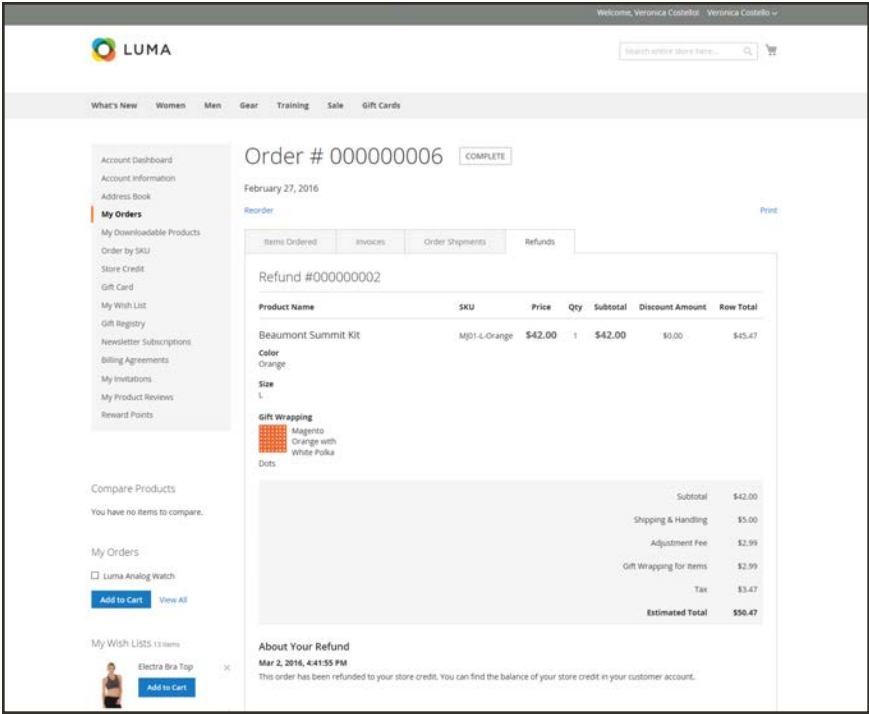 Welcome, Veronica Costello! Veronica Costello
LUMA
Search entire store here...
What's New Women Men Gear Training Sale Gift Cards
Account Dashboard
Account Information
Address Book
My Orders
My Downloadable Products
Order by SKU
Store Credit
Gift Card
My Wish List
Gift Registry
Newsletter Subscriptions
Billing Agreements
My Invitations
My Product Reviews
Reward Points
Compare Products
You have no items to compare.
My Orders
Luma Analog Watch
Add to Cart View All
My Wish Lists 13 items
Electra Bra Top
Add to Cart
Order # 000000006 COMPLETE
February 27, 2016
Reorder Print
Items Ordered Invoices Order Shipments Refunds
Refund #000000002
Product Name SKU Price Qty Subtotal Discount Amount Row Total
Beaumont Summit Kit MJ01-L-Orange $42.00 1 $42.00 $0.00 $45.47
Color
Orange
Size
L
Gift Wrapping
Magento
Orange with
White Polka
Dots
Subtotal $42.00
Shipping & Handling $5.00
Adjustment Fee $2.99
Gift Wrapping for Items $2.99
Tax $3.47
Estimated Total $50.47
About Your Refund
Mar 2, 2016, 4:41:55 PM
This order has been refunded to your store credit. You can find the balance of your store credit in your customer account.